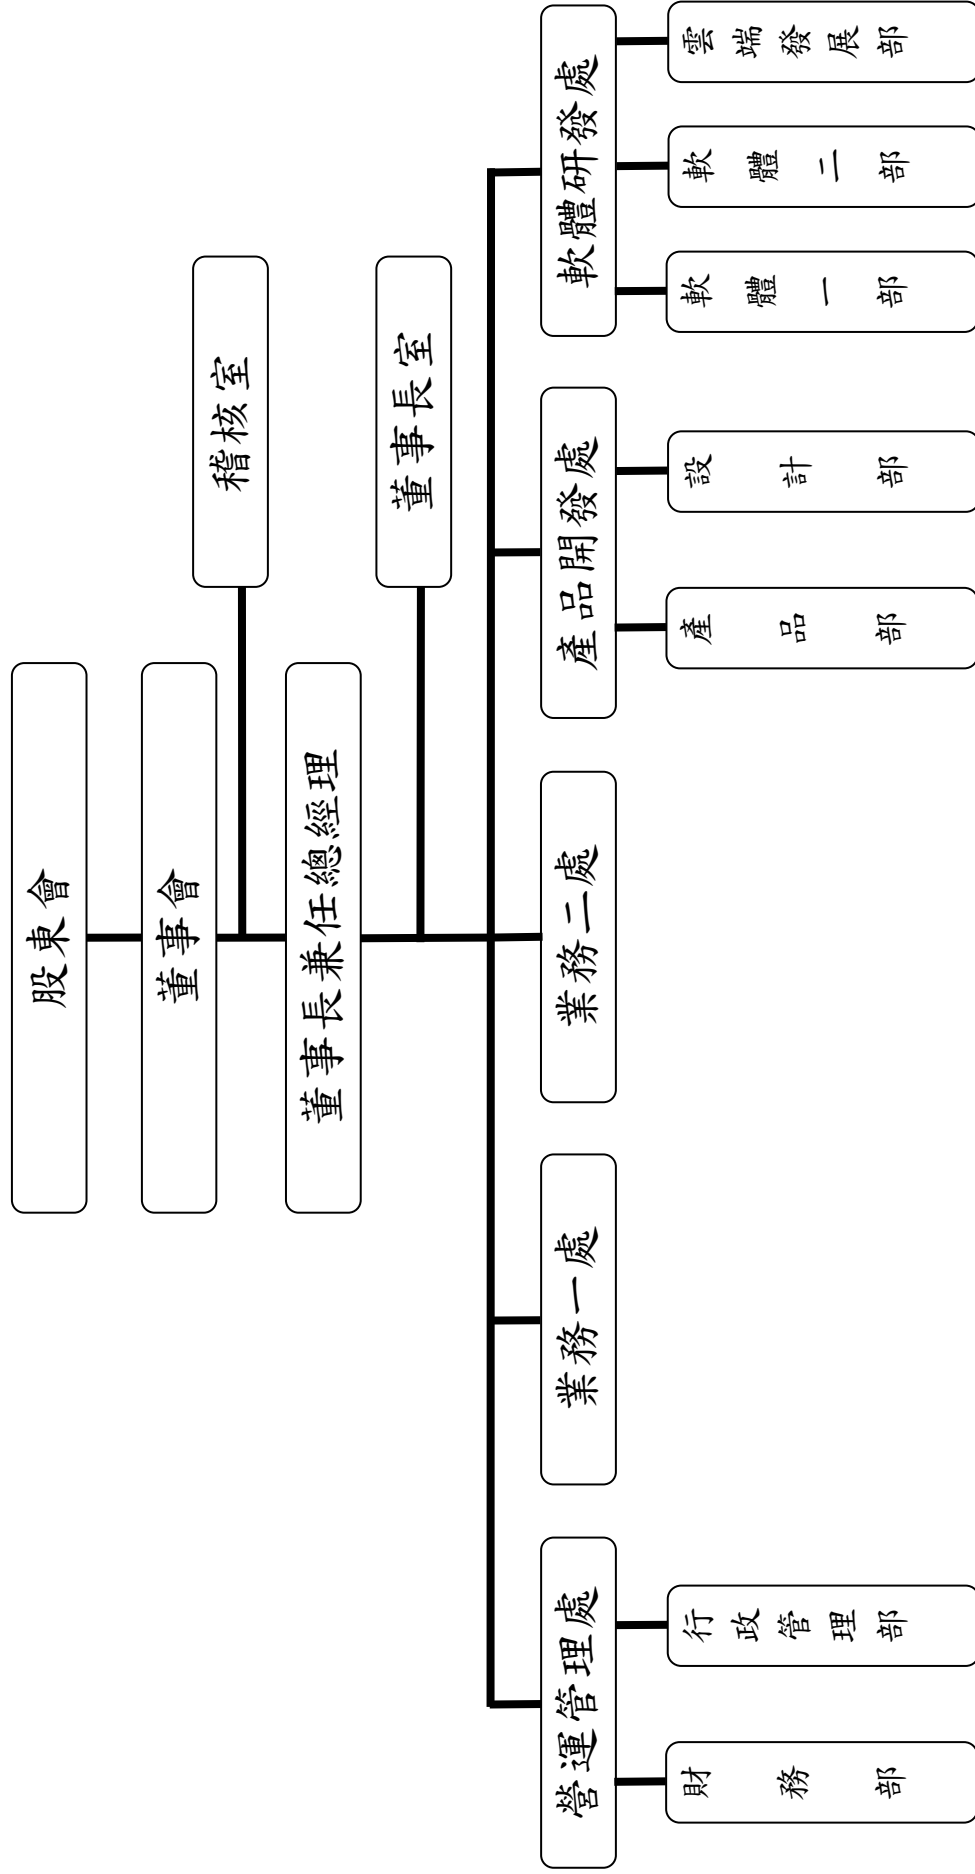 股東會
董事會
稽核室
董事長兼任總經理
董事長室
營運管理處
業務一處
業務二處
產品開發處
軟體研發處
財務部
行政管理部
產品部
設計部
軟體一部
軟體二部
雲端發展部